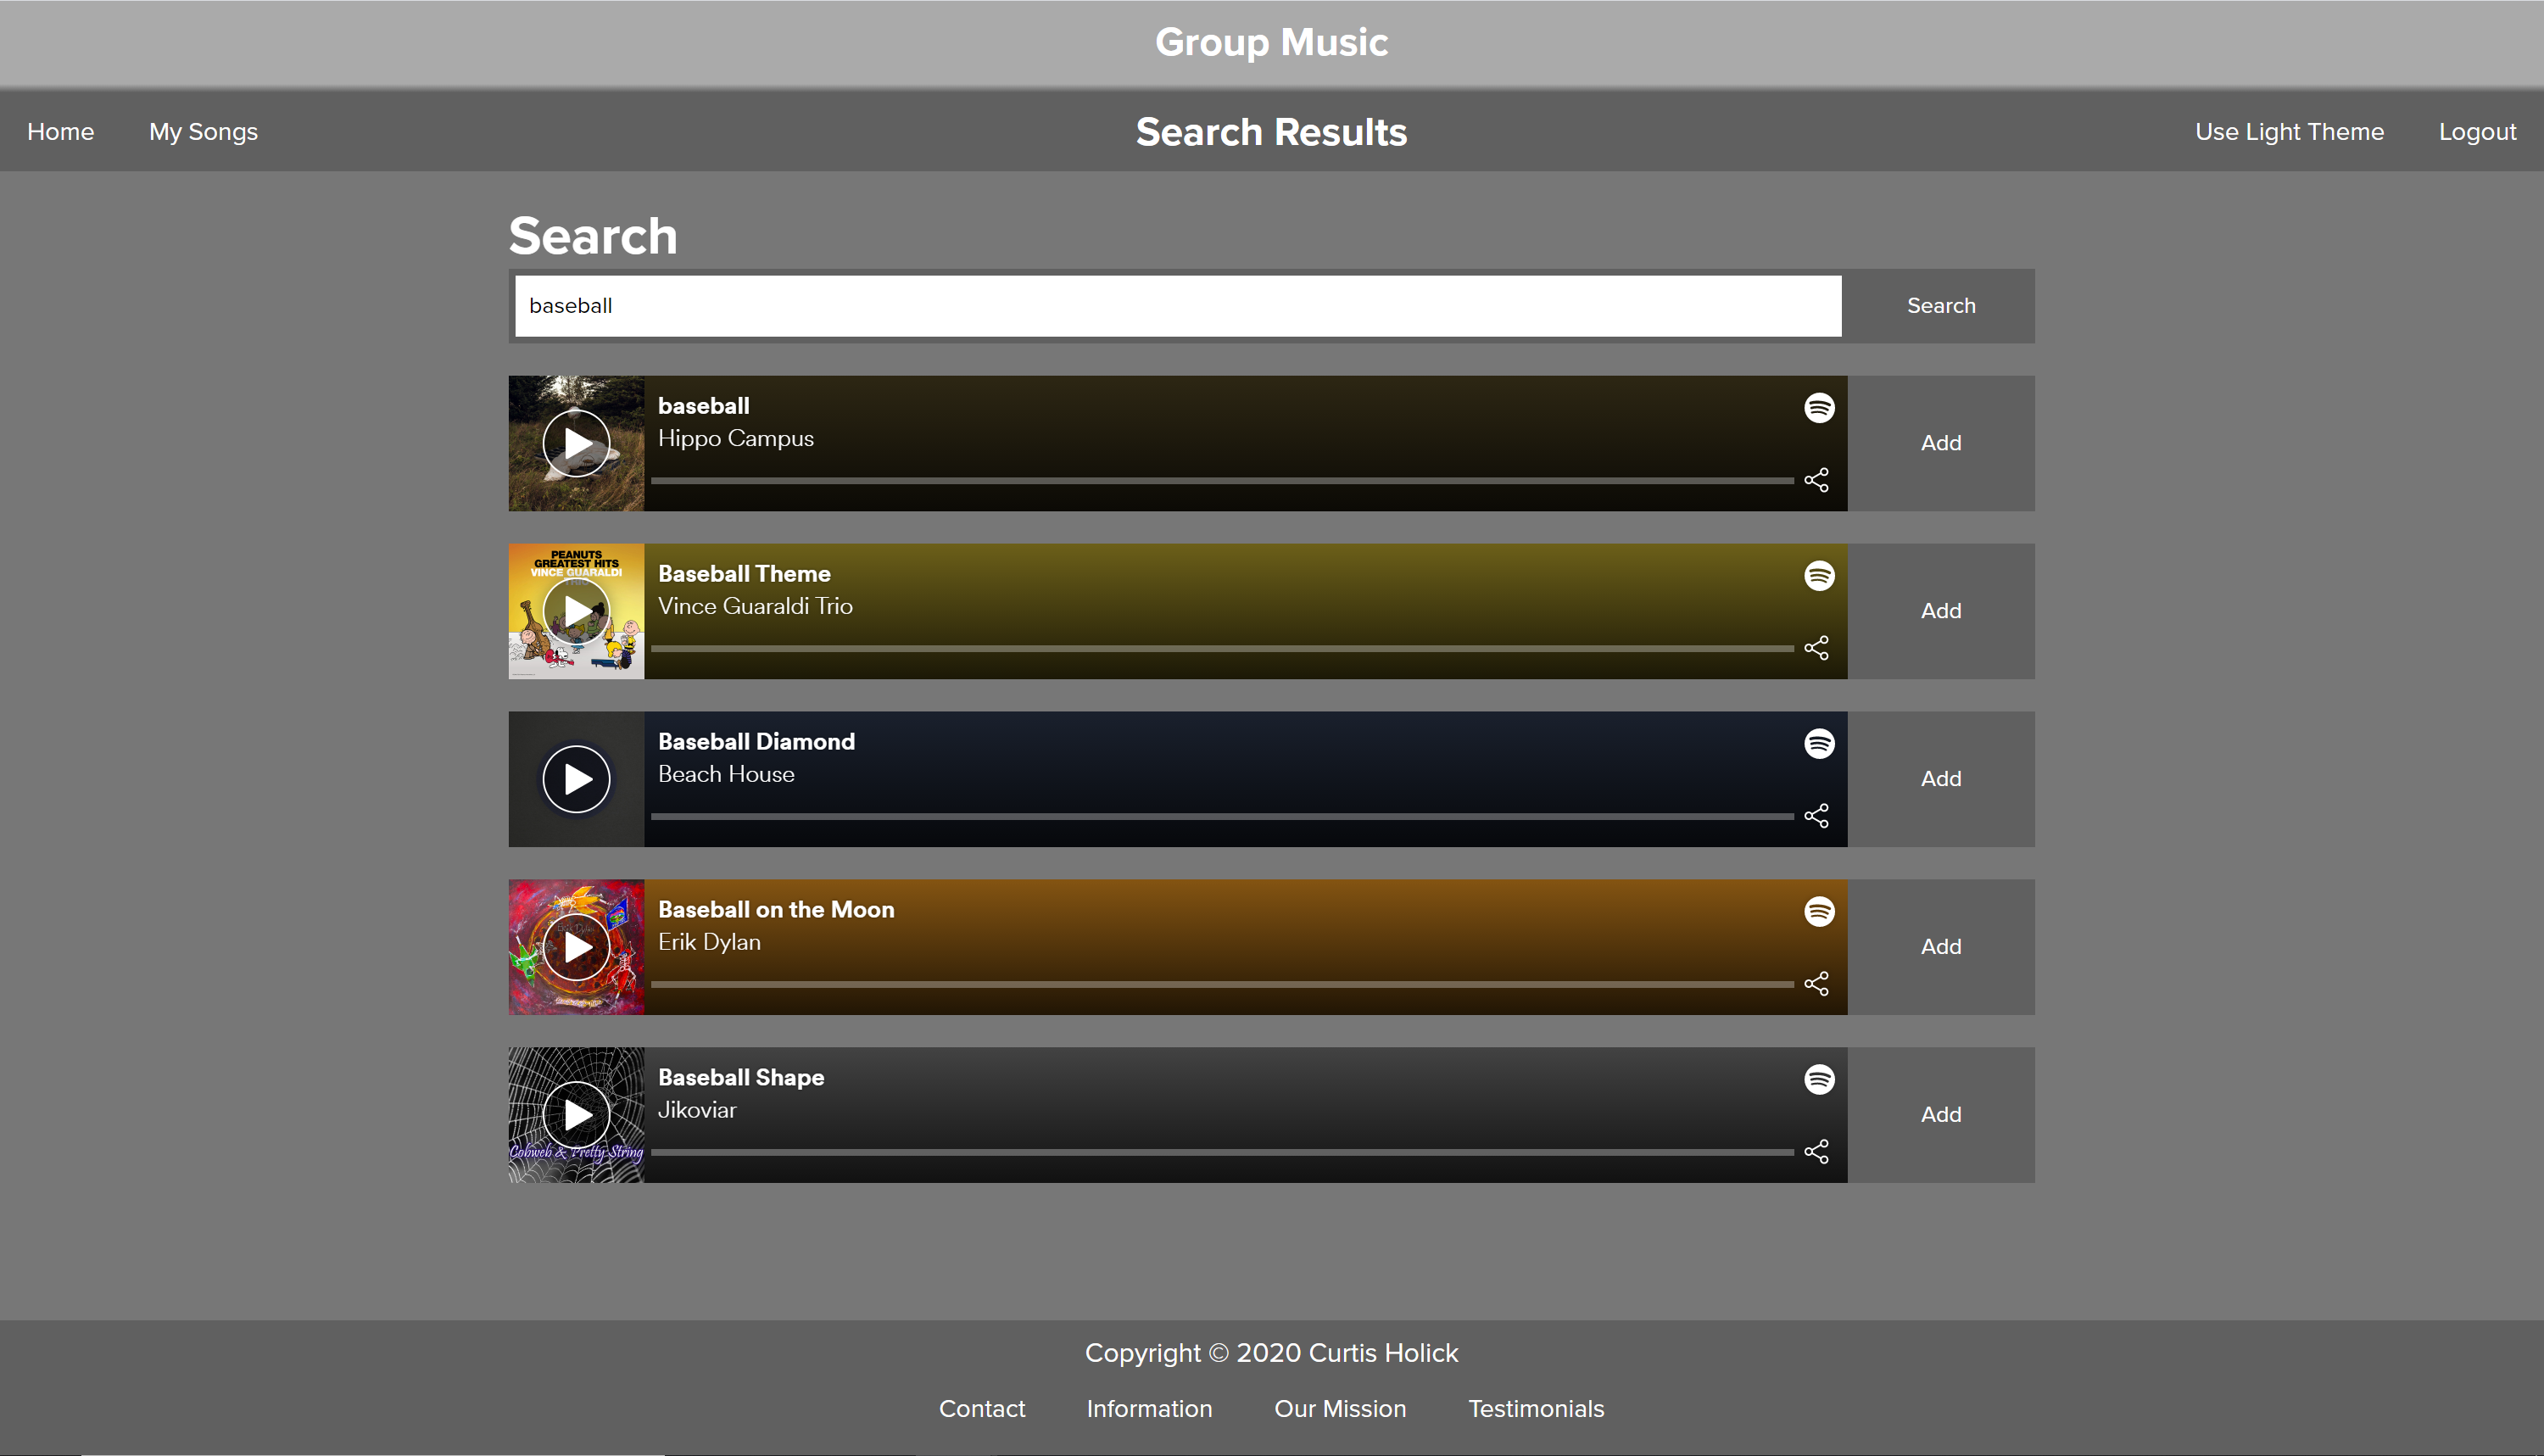 Group Music
Home My Songs Search Results Use Light Theme Logout
Search
baseball Search
baseball
Hippo Campus
Add
PEANUTS
GREATEST HITS
VINCE GUARALDI
TRIO
Baseball Theme
Vince Guaraldi Trio
Add
Baseball Diamond
Beach House
Add
Erik Dylan
Baseball on the Moon
Erik Dylan
Add
Cobweb & Pretty String
Baseball Shape
Jikoviar
Add
Copyright © 2020 Curtis Holick
Contact Information Our Mission Testimonials